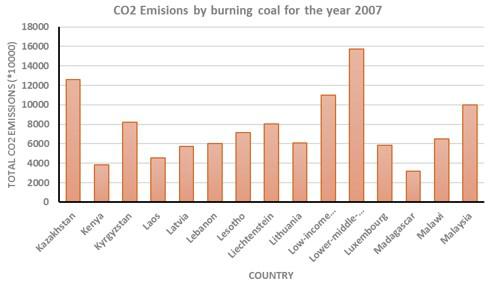 CO2 Emisions by burning coal for the year 2007
TOTAL CO2 EMISSIONS (*10000)
18000
16000
14000
12000
10000
8000
6000
4000
2000
0
Kazakhstan
Kenya
Kyrgyzstan
Laos
Latvia
Lebanon
Lesotho
Liechtenstein
Lithuania
Low-income...
Lower-middle-...
Luxembourg
Madagascar
Malawi
Malaysia
COUNTRY